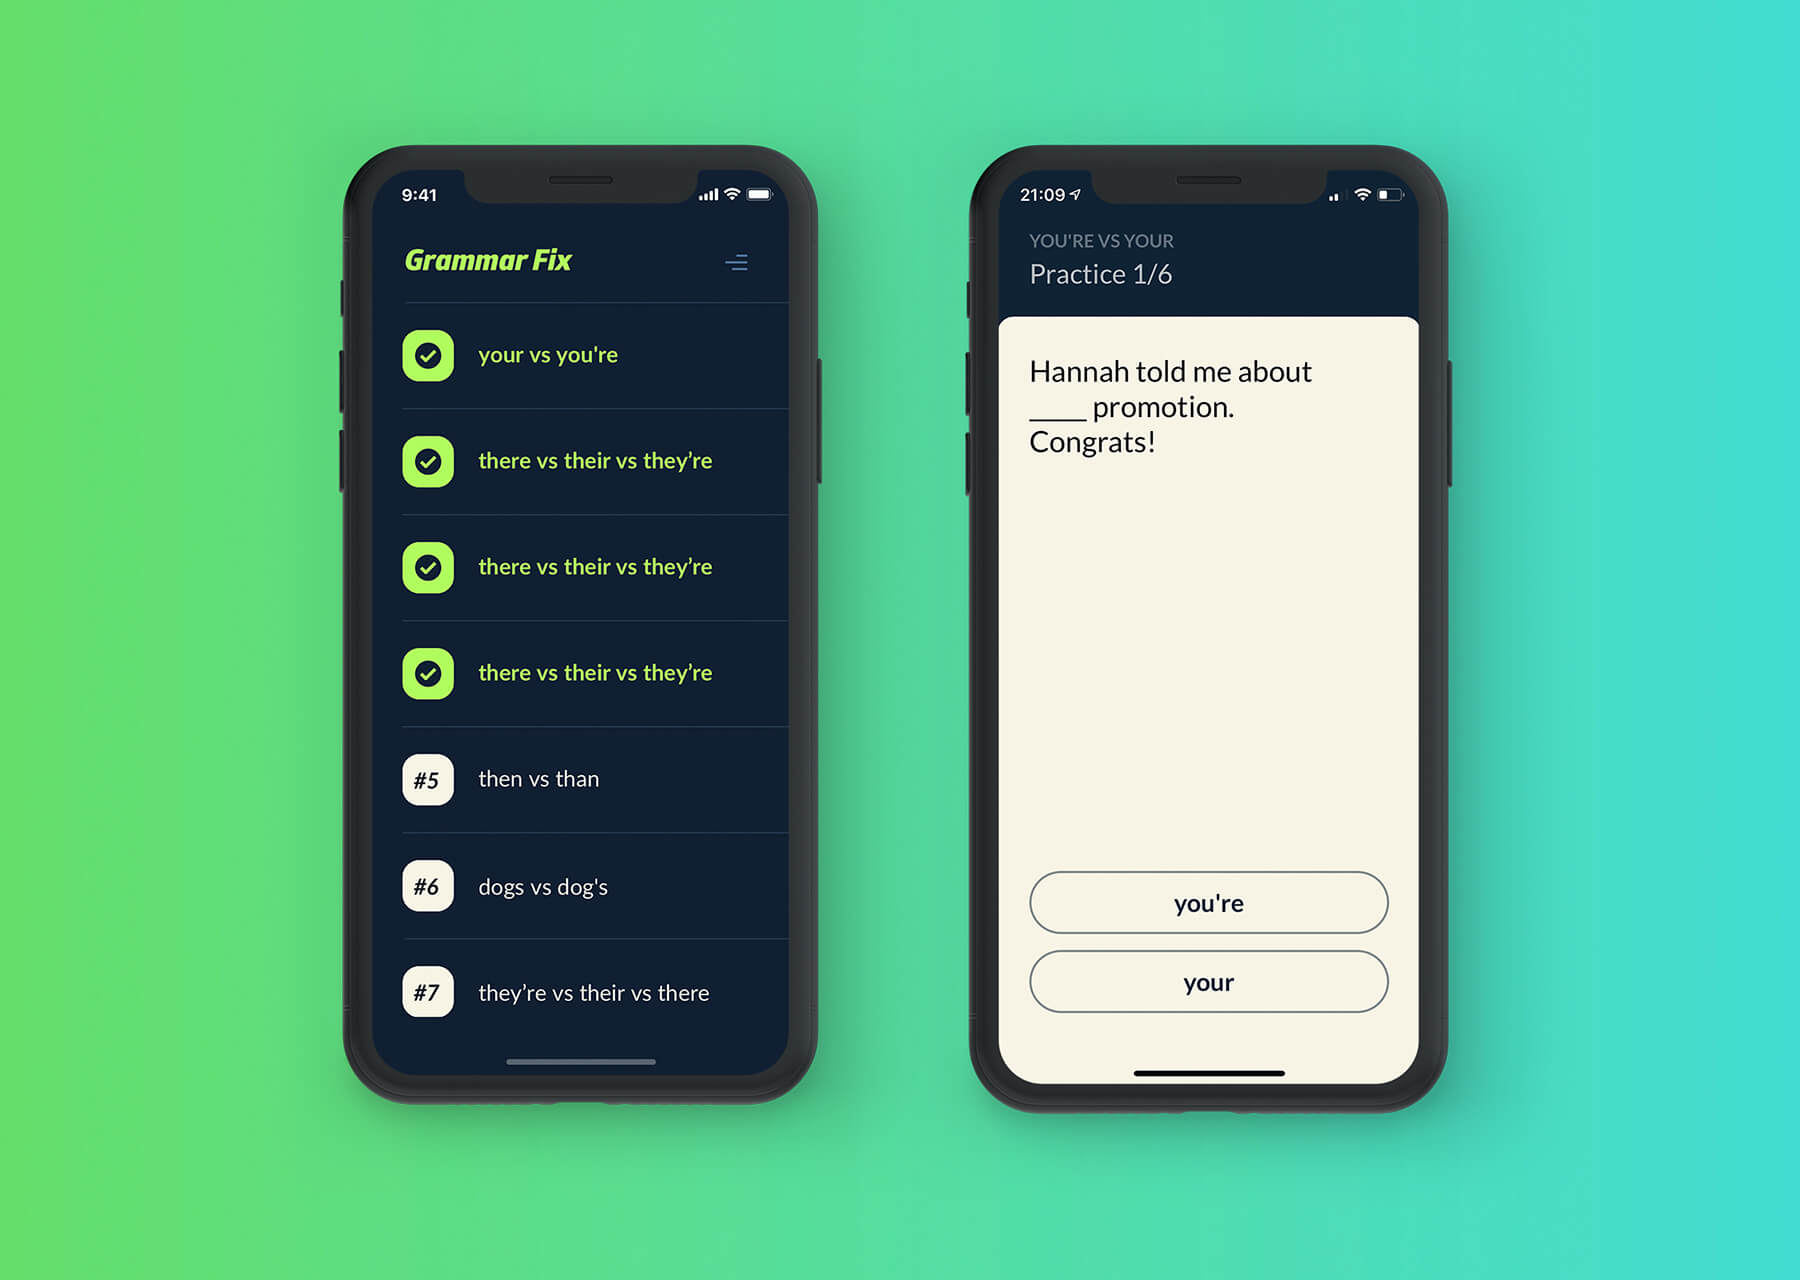 9:41
Grammar Fix
your vs you're
there vs their vs they’re
there vs their vs they’re
there vs their vs they’re
#5 then vs than
#6 dogs vs dog's
#7 they’re vs their vs there
21:09
YOU'RE VS YOUR
Practice 1/6
Hannah told me about
_____ promotion.
Congrats!
you're
your